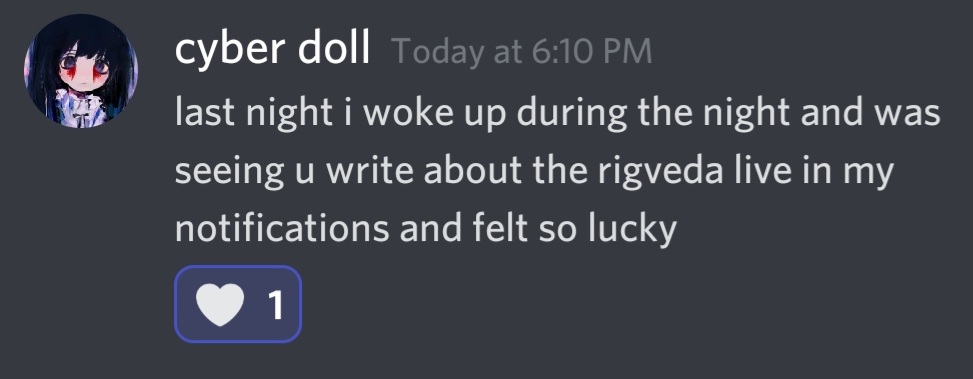 cyber doll Today at 6:10 PM
last night i woke up during the night and was
seeing u write about the rigveda live in my
notifications and felt so lucky
1